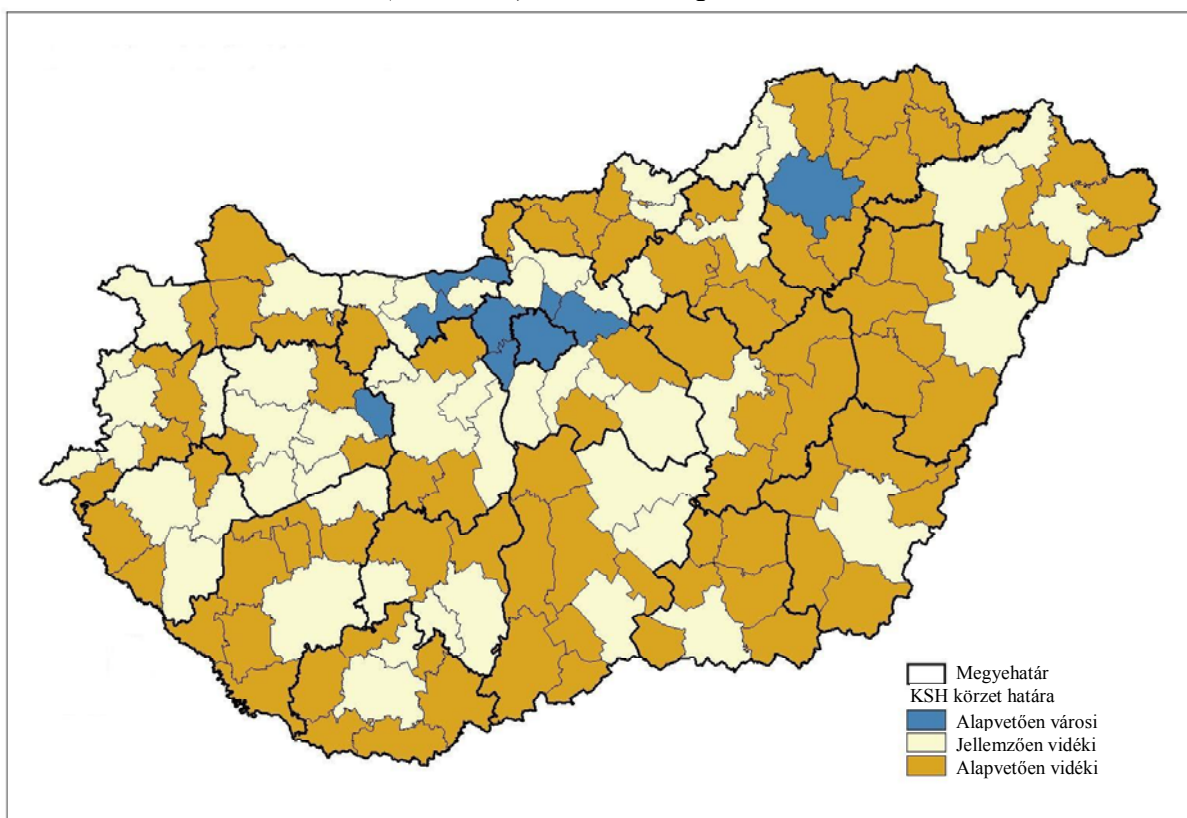 Megyehatár
KSH körzet határa
Alapvetően városi
Jellemzően vidéki
Alapvetően vidéki